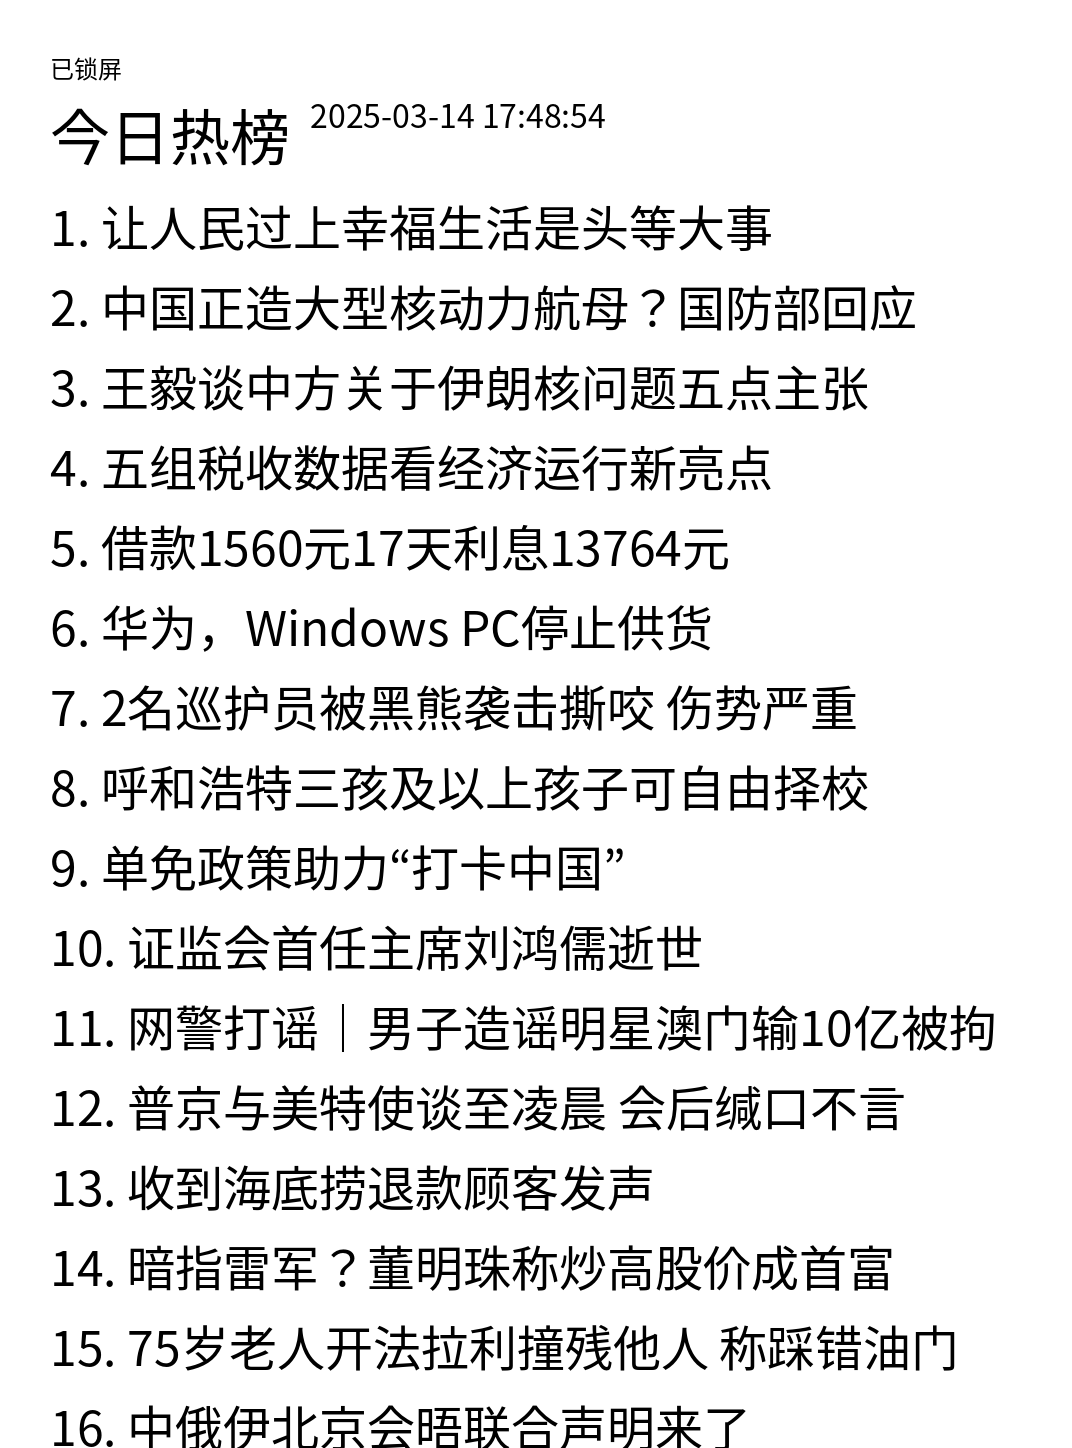 已锁屏
今日热榜 2025-03-14 17:48:54
1. 让人民过上幸福生活是头等大事
2. 中国正造大型核动力航母？国防部回应
3. 王毅谈中方关于伊朗核问题五点主张
4. 五组税收数据看经济运行新亮点
5. 借款1560元17天利息13764元
6. 华为，Windows PC停止供货
7. 2名巡护员被黑熊袭击撕咬 伤势严重
8. 呼和浩特三孩及以上孩子可自由择校
9. 单免政策助力“打卡中国”
10. 证监会首任主席刘鸿儒逝世
11. 网警打谣｜男子造谣明星澳门输10亿被拘
12. 普京与美特使谈至凌晨 会后缄口不言
13. 收到海底捞退款顾客发声
14. 暗指雷军？董明珠称炒高股价成首富
15. 75岁老人开法拉利撞残他人 称踩错油门
16. 中俄伊北京会晤联合声明来了